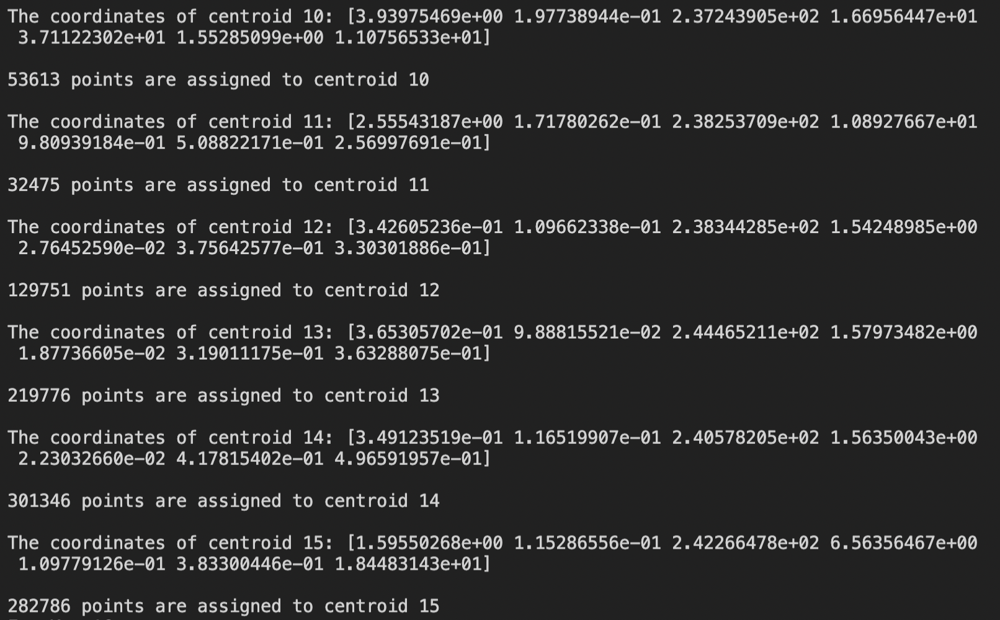 The coordinates of centroid 10: [3.93975469e+00 1.97738944e-01 2.37243905e+02 1.66956447e+01
3.71122302e+01 1.55285099e+00 1.10756533e+01]
53613 points are assigned to centroid 10
The coordinates of centroid 11: [2.55543187e+00 1.71780262e-01 2.38253709e+02 1.08927667e+01
9.80939184e-01 5.08822171e-01 2.56997691e-01]
32475 points are assigned to centroid 11
The coordinates of centroid 12: [3.42605236e-01 1.09662338e-01 2.38344285e+02 1.54248985e+00
2.76452590e-02 3.75642577e-01 3.30301886e-01]
129751 points are assigned to centroid 12
The coordinates of centroid 13: [3.65305702e-01 9.88815521e-02 2.44465211e+02 1.57973482e+00
1.87736605e-02 3.19011175e-01 3.63288075e-01]
219776 points are assigned to centroid 13
The coordinates of centroid 14: [3.49123519e-01 1.16519907e-01 2.40578205e+02 1.56350043e+00
2.23032660e-02 4.17815402e-01 4.96591957e-01]
301346 points are assigned to centroid 14
The coordinates of centroid 15: [1.59550268e+00 1.15286556e-01 2.42266478e+02 6.56356467e+00
1.09779126e-01 3.83300446e-01 1.84483143e+01]
282786 points are assigned to centroid 15